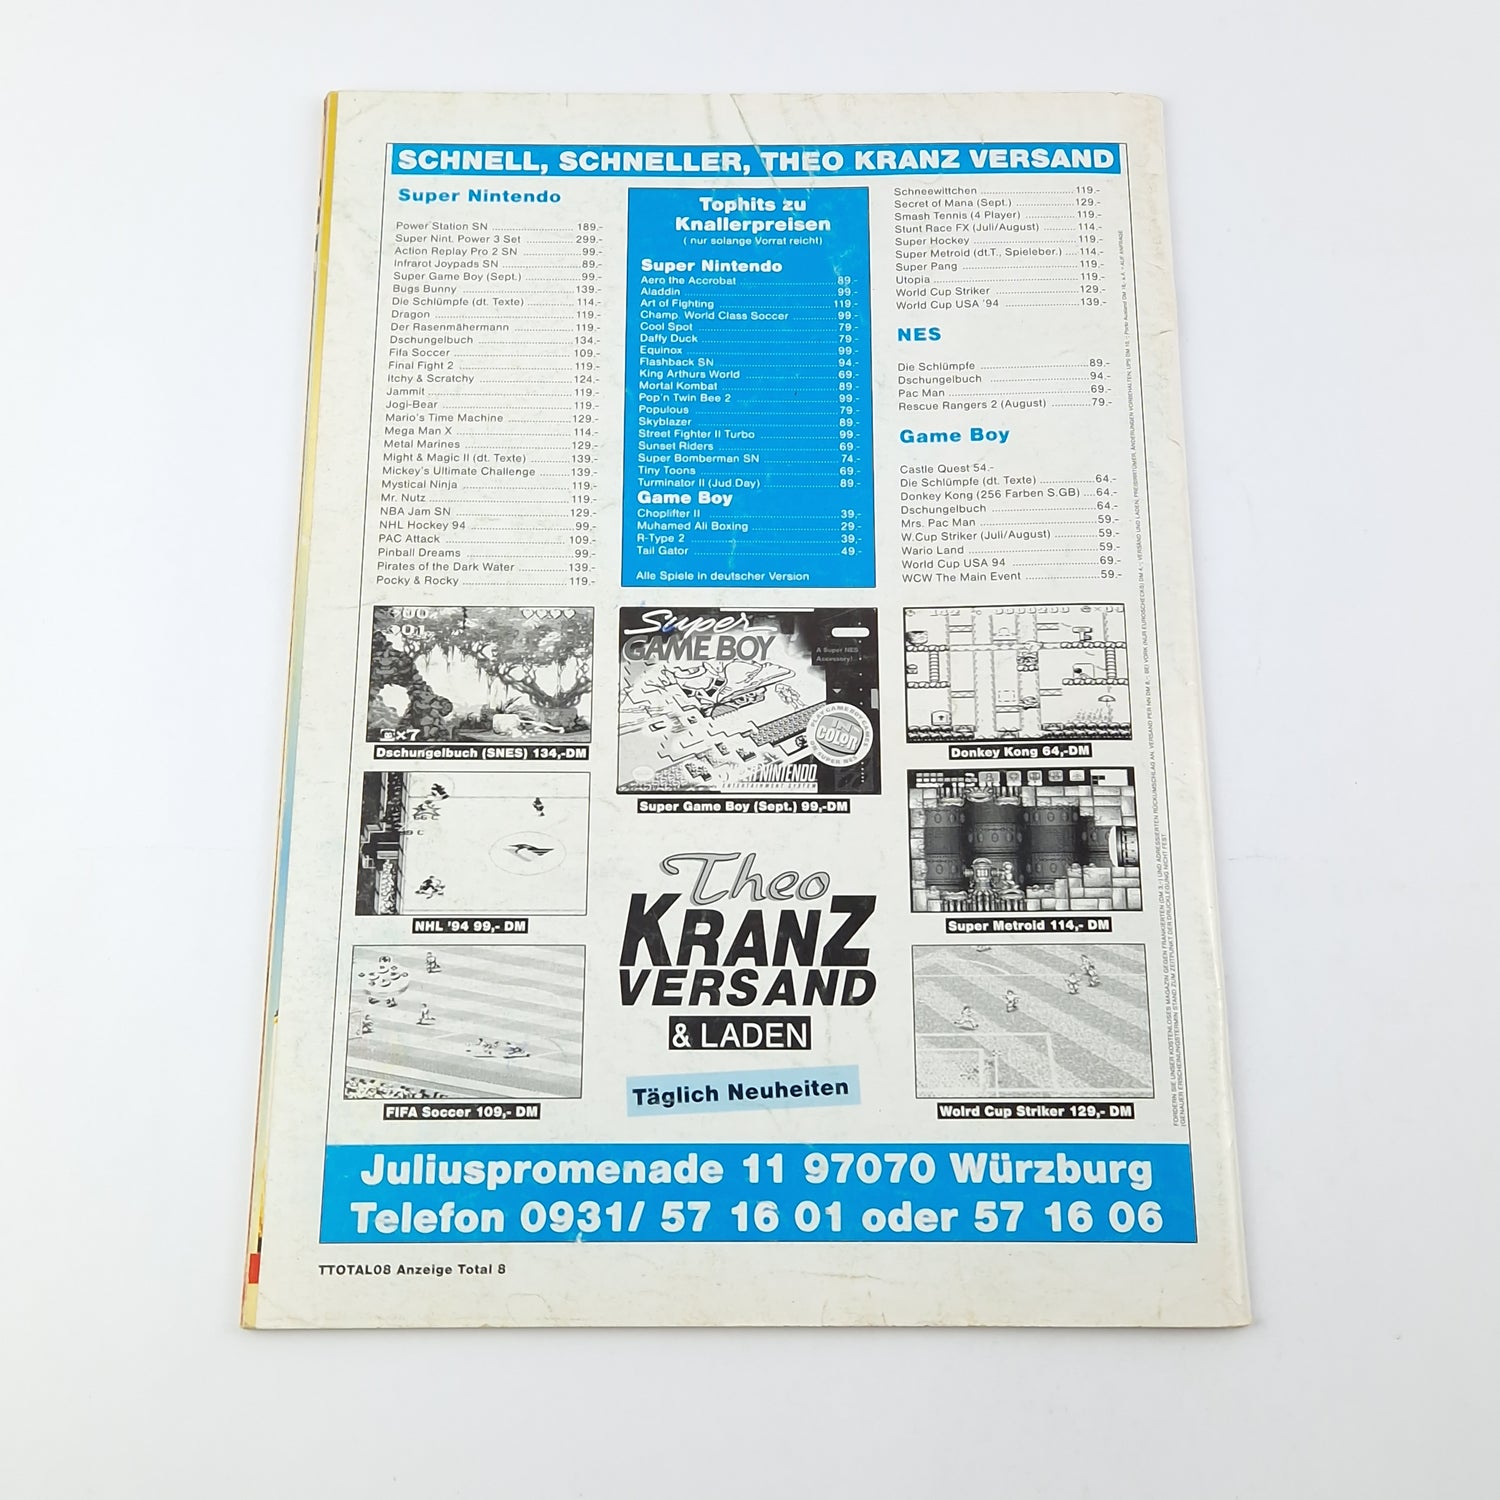 SCHNELL, SCHNELLER, THEO KRANZ VERSAND
Super Nintendo
Power Station SN 189.-
Super Nint. Power 3 Set 299.-
Action Replay Pro 2 SN 99.-
Infrarot Joypads SN 89.-
Super Game Boy (Sept.) 99.-
Bugs Bunny 139.-
Die Schlümpfe (dt. Texte) 114.-
Dragon 119.-
Der Rasenmähermann 119.-
Dschungelbuch 134.-
Fifa Soccer 109.-
Final Fight 2 119.-
Itchy & Scratchy 124.-
Jammit 119.-
Jogi-Bear 119.-
Mario's Time Machine 129.-
Mega Man X 114.-
Metal Marines 129.-
Might & Magic II (dt. Texte) 139.-
Mickey's Ultimate Challenge 139.-
Mystical Ninja 119.-
Mr. Nutz 119.-
NBA Jam SN 129.-
NHL Hockey 94 99.-
PAC Attack 109.-
Pinball Dreams 99.-
Pirates of the Dark Water 139.-
Pocky & Rocky 119.-
Tophits zu
Knallerpreisen
( nur solange Vorrat reicht)
Super Nintendo
Aero the Accrobat 89.-
Aladdin 99.-
Art of Fighting 119.-
Champ. World Class Soccer 99.-
Cool Spot 79.-
Daffy Duck 79.-
Equinox 99.-
Flashback SN 94.-
King Arthurs World 69.-
Mortal Kombat 89.-
Pop'n Twin Bee 2 99.-
Populous 79.-
Skyblazer 89.-
Street Fighter II Turbo 99.-
Sunset Riders 69.-
Super Bomberman SN 74.-
Tiny Toons 69.-
Turminator II (Jud.Day) 89.-
Game Boy
Choplifter II 39,-
Muhamed Ali Boxing 29.-
R-Type 2 39,-
Tail Gator 49.-
Alle Spiele in deutscher Version
Schneewittchen 119.-
Secret of Mana (Sept.) 129.-
Smash Tennis (4 Player) 119.-
Stunt Race FX (Juli/August) 114.-
Super Hockey 119.-
Super Metroid (dt.T., Spieleber.) 114.-
Super Pang 119.-
Utopia 119.-
World Cup Striker 129.-
World Cup USA '94 139.-
NES
Die Schlümpfe 89.-
Dschungelbuch 94.-
Pac Man 69.-
Rescue Rangers 2 (August) 79.-
Game Boy
Castle Quest 54.-
Die Schlümpfe (dt. Texte) 64.-
Donkey Kong (256 Farben S.GB) 64.-
Dschungelbuch 64.-
Mrs. Pac Man 59.-
W.Cup Striker (Juli/August) 59.-
Wario Land 59.-
World Cup USA 94 69.-
WCW The Main Event 59.-
x7
Dschungelbuch (SNES) 134,-DM
Super
GAME BOY
A Super NES
Accessory!
PLAY GAME BOY GAMES
IN COLOR
ON SUPER NES
SUPER NINTENDO
ENTERTAINMENT SYSTEM
Super Game Boy (Sept.) 99,-DM
Donkey Kong 64,-DM
NHL '94 99,- DM
Super Metroid 114,- DM
Theo
KRANZ
VERSAND
& LADEN
Täglich Neuheiten
FIFA Soccer 109,- DM
Wolrd Cup Striker 129,- DM
Juliuspromenade 11 97070 Würzburg
Telefon 0931/ 57 16 01 oder 57 16 06
TTOTAL08 Anzeige Total 8